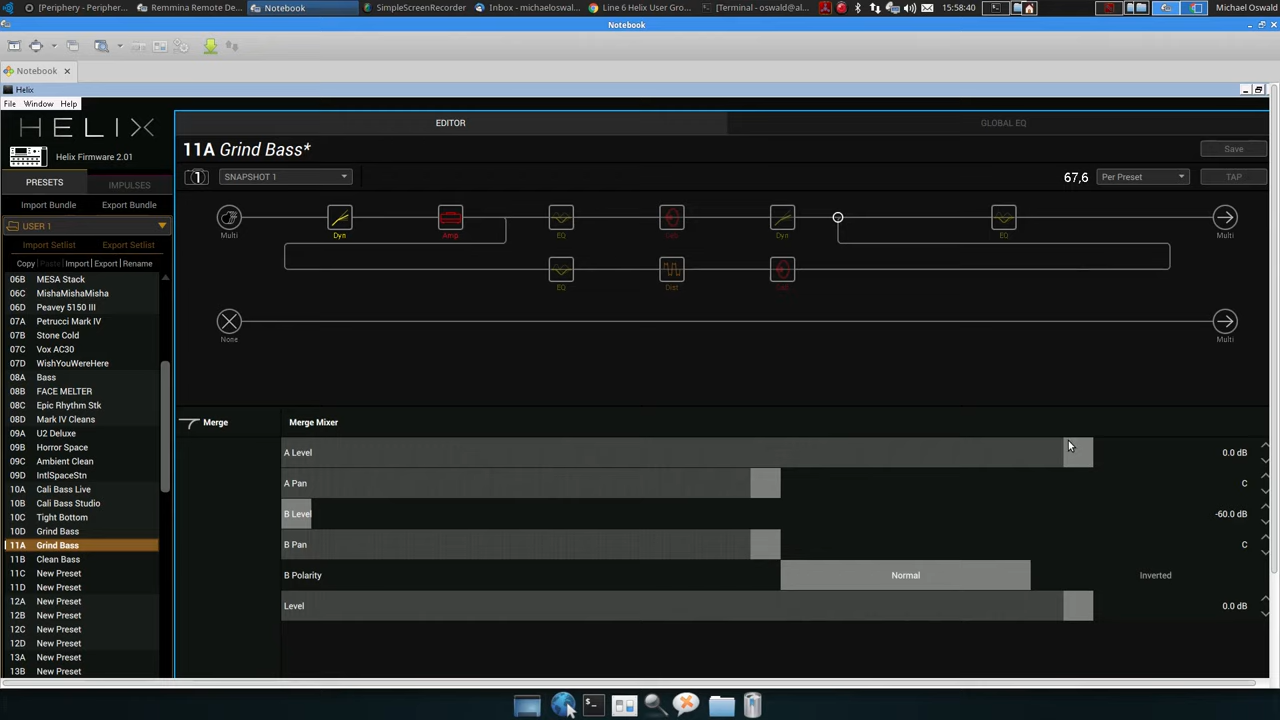 [Periphery - Peripher...
Remmina Remote De...
Notebook
SimpleScreenRecorder
Inbox - michaeloswal...
Line 6 Helix User Gro...
[Terminal - oswald@al...
15:58:40
Michael Oswald
Notebook
Notebook
Helix
File Window Help
HELIX
Helix Firmware 2.01
PRESETS IMPULSES
Import Bundle Export Bundle
USER 1
Import Setlist Export Setlist
Copy Paste Import Export Rename
06B MESA Stack
06C MishaMishaMisha
06D Peavey 5150 III
07A Petrucci Mark IV
07B Stone Cold
07C Vox AC30
07D WishYouWereHere
08A Bass
08B FACE MELTER
08C Epic Rhythm Stk
08D Mark IV Cleans
09A U2 Deluxe
09B Horror Space
09C Ambient Clean
09D IntlSpaceStn
10A Cali Bass Live
10B Cali Bass Studio
10C Tight Bottom
10D Grind Bass
11A Grind Bass
11B Clean Bass
11C New Preset
11D New Preset
12A New Preset
12B New Preset
12C New Preset
12D New Preset
13A New Preset
13B New Preset
EDITOR GLOBAL EQ
11A Grind Bass* Save
1 SNAPSHOT 1 67,6 Per Preset TAP
Multi Dyn Amp EQ Cab Dyn EQ Multi
EQ Dist Cab
None Multi
Merge Merge Mixer
A Level 0.0 dB
A Pan C
B Level -60.0 dB
B Pan C
B Polarity Normal Inverted
Level 0.0 dB